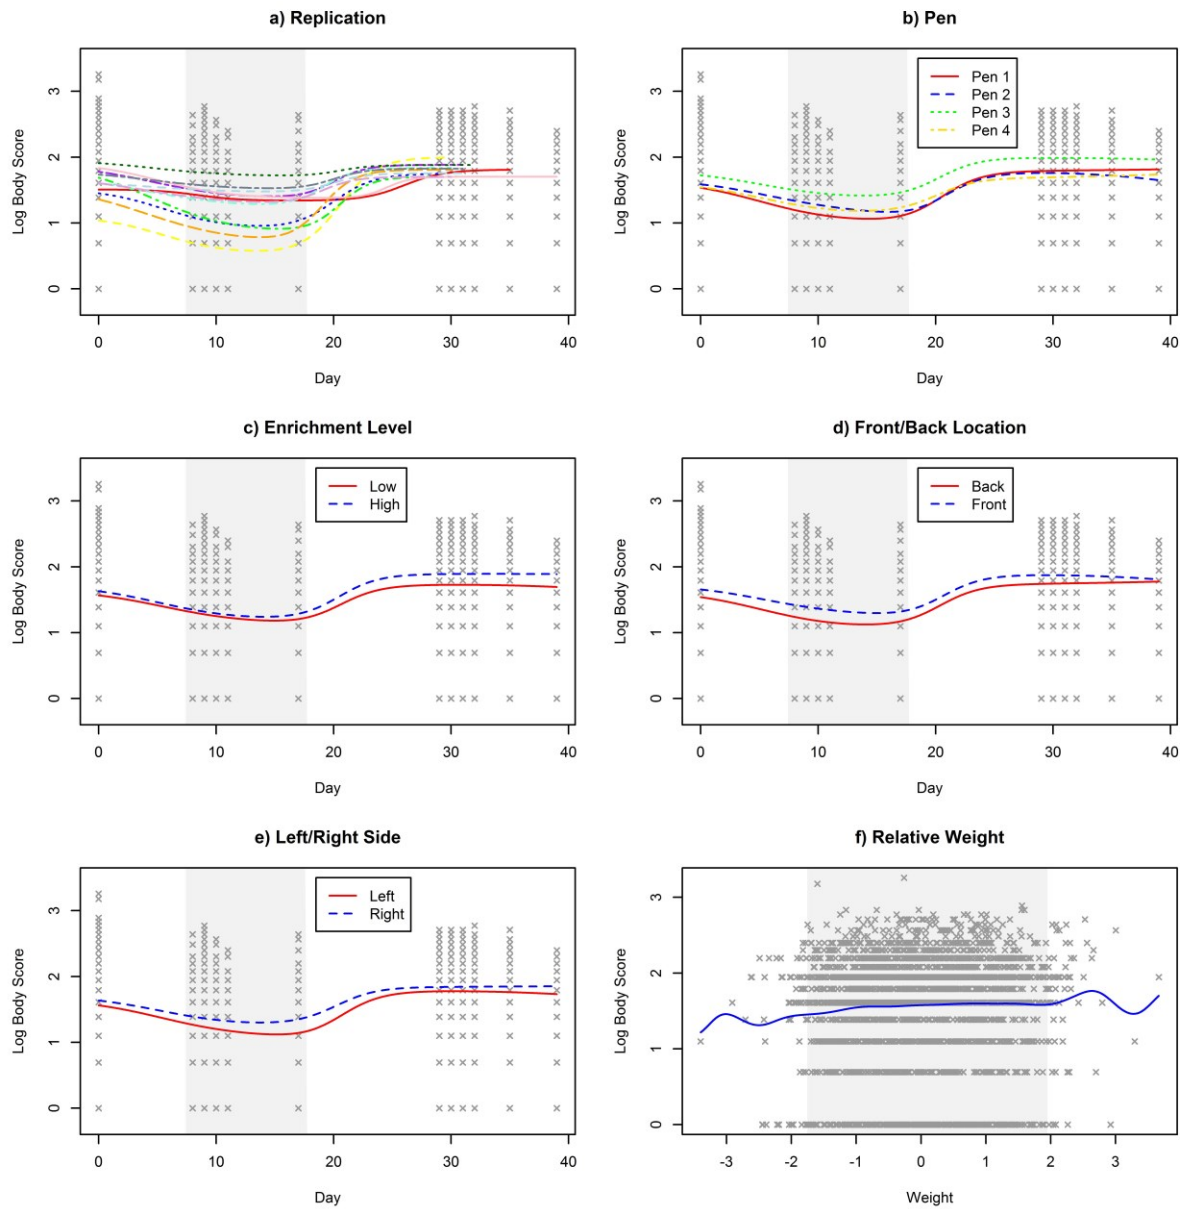 a) Replication
Log Body Score
3
2
1
0
0 10 20 30 40
Day
b) Pen
Log Body Score
3
2
1
0
Pen 1
Pen 2
Pen 3
Pen 4
0 10 20 30 40
Day
c) Enrichment Level
Log Body Score
3
2
1
0
Low
High
0 10 20 30 40
Day
d) Front/Back Location
Log Body Score
3
2
1
0
Back
Front
0 10 20 30 40
Day
e) Left/Right Side
Log Body Score
3
2
1
0
Left
Right
0 10 20 30 40
Day
f) Relative Weight
Log Body Score
3
2
1
0
-3 -2 -1 0 1 2 3
Weight